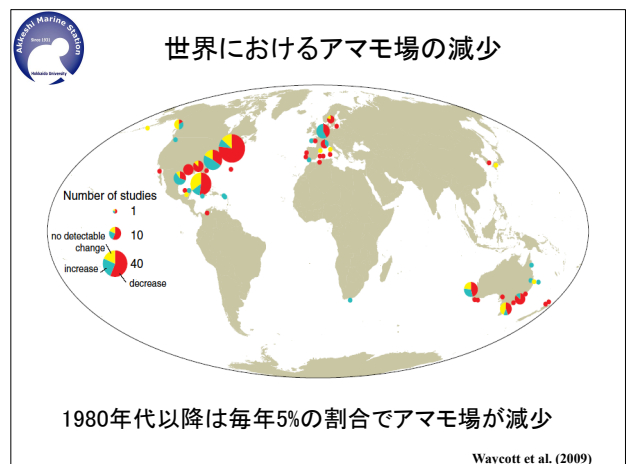 Akkeshi Marine Station
Since 1931
Hokkaido University
世界におけるアマモ場の減少
Number of studies
1
no detectable
change
10
increase
40
decrease
1980年代以降は毎年5%の割合でアマモ場が減少
Waycott et al. (2009)